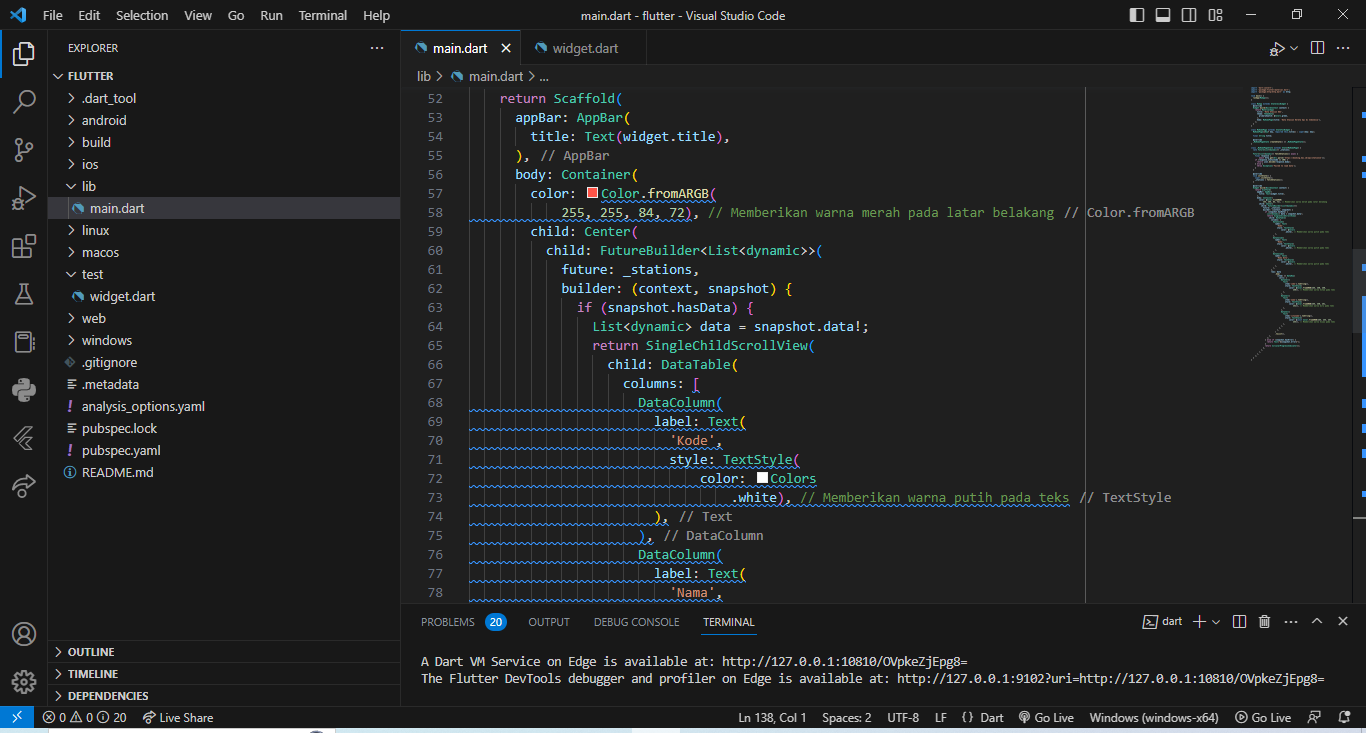 File Edit Selection View Go Run Terminal Help
main.dart - flutter - Visual Studio Code
EXPLORER
FLUTTER
.dart_tool
android
build
ios
lib
main.dart
linux
macos
test
widget.dart
web
windows
.gitignore
.metadata
analysis_options.yaml
pubspec.lock
pubspec.yaml
README.md
OUTLINE
TIMELINE
DEPENDENCIES
main.dart
widget.dart
lib > main.dart > ...
52 return Scaffold(
53 appBar: AppBar(
54 title: Text(widget.title),
55 ), // AppBar
56 body: Container(
57 color: Color.fromARGB(
58 255, 255, 84, 72), // Memberikan warna merah pada latar belakang // Color.fromARGB
59 child: Center(
60 child: FutureBuilder<List<dynamic>>(
61 future: _stations,
62 builder: (context, snapshot) {
63 if (snapshot.hasData) {
64 List<dynamic> data = snapshot.data!;
65 return SingleChildScrollView(
66 child: DataTable(
67 columns: [
68 DataColumn(
69 label: Text(
70 'Kode',
71 style: TextStyle(
72 color: Colors
73 .white), // Memberikan warna putih pada teks // TextStyle
74 ), // Text
75 ), // DataColumn
76 DataColumn(
77 label: Text(
78 'Nama',
PROBLEMS 20 OUTPUT DEBUG CONSOLE TERMINAL
dart
A Dart VM Service on Edge is available at: http://127.0.0.1:10810/OVpkeZjEpg8=
The Flutter DevTools debugger and profiler on Edge is available at: http://127.0.0.1:9102?uri=http://127.0.0.1:10810/OVpkeZjEpg8=
0 0 20 Live Share
Ln 138, Col 1 Spaces: 2 UTF-8 LF {} Dart Go Live Windows (windows-x64) Go Live